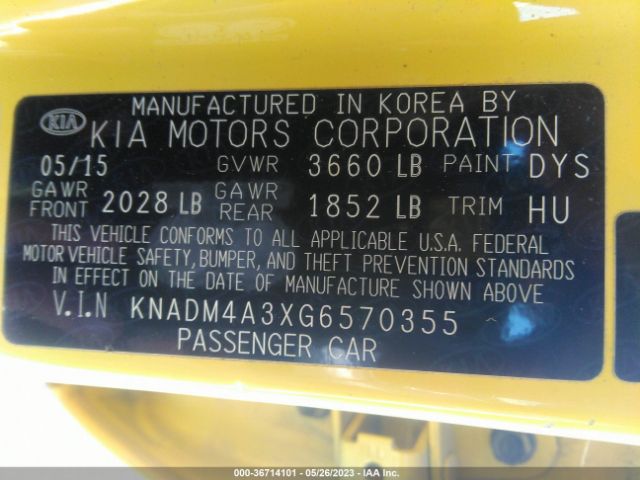 KIA
MANUFACTURED IN KOREA BY
KIA MOTORS CORPORATION
05/15 GVWR 3660 LB PAINT DYS
GAWR FRONT 2028 LB GAWR REAR 1852 LB TRIM HU
THIS VEHICLE CONFORMS TO ALL APPLICABLE U.S.A. FEDERAL
MOTOR VEHICLE SAFETY, BUMPER, AND THEFT PREVENTION STANDARDS
IN EFFECT ON THE DATE OF MANUFACTURE SHOWN ABOVE
V.I.N KNADM4A3XG6570355
PASSENGER CAR
000-36714101 - 05/26/2023 - IAA Inc.